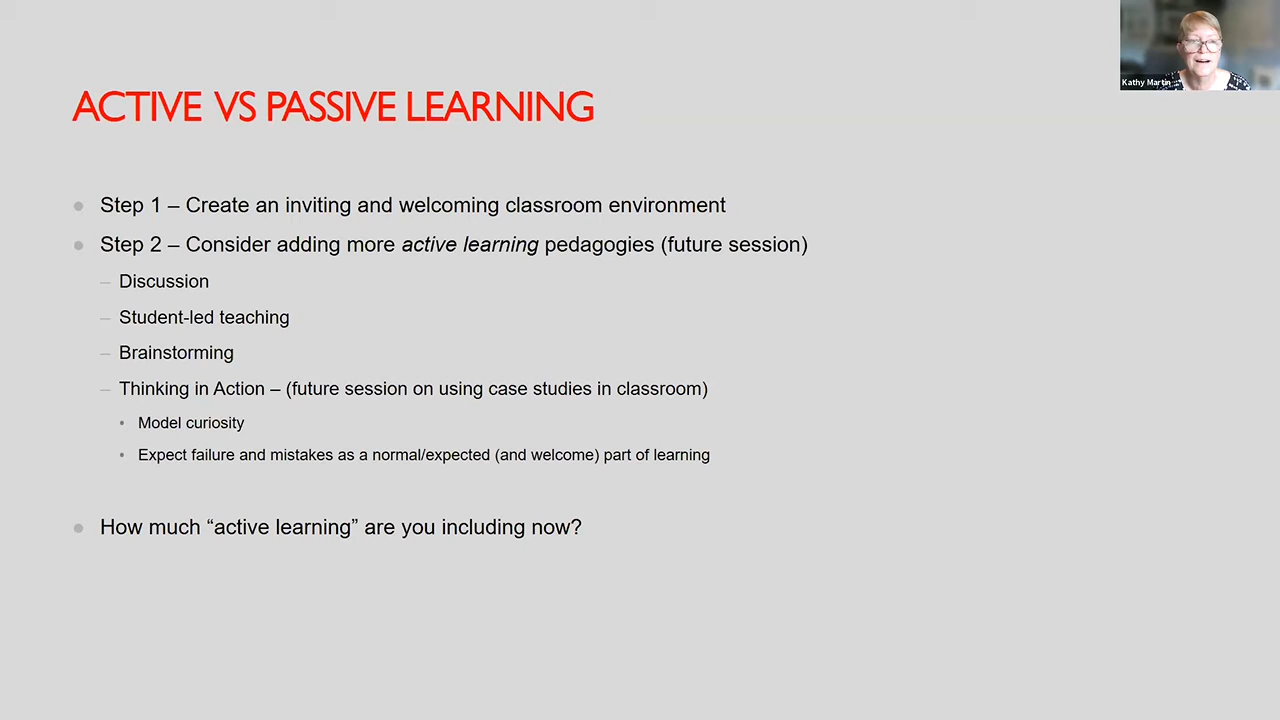 Kathy Martin
ACTIVE VS PASSIVE LEARNING
Step 1 – Create an inviting and welcoming classroom environment
Step 2 – Consider adding more active learning pedagogies (future session)
– Discussion
– Student-led teaching
– Brainstorming
– Thinking in Action – (future session on using case studies in classroom)
• Model curiosity
• Expect failure and mistakes as a normal/expected (and welcome) part of learning
How much “active learning” are you including now?